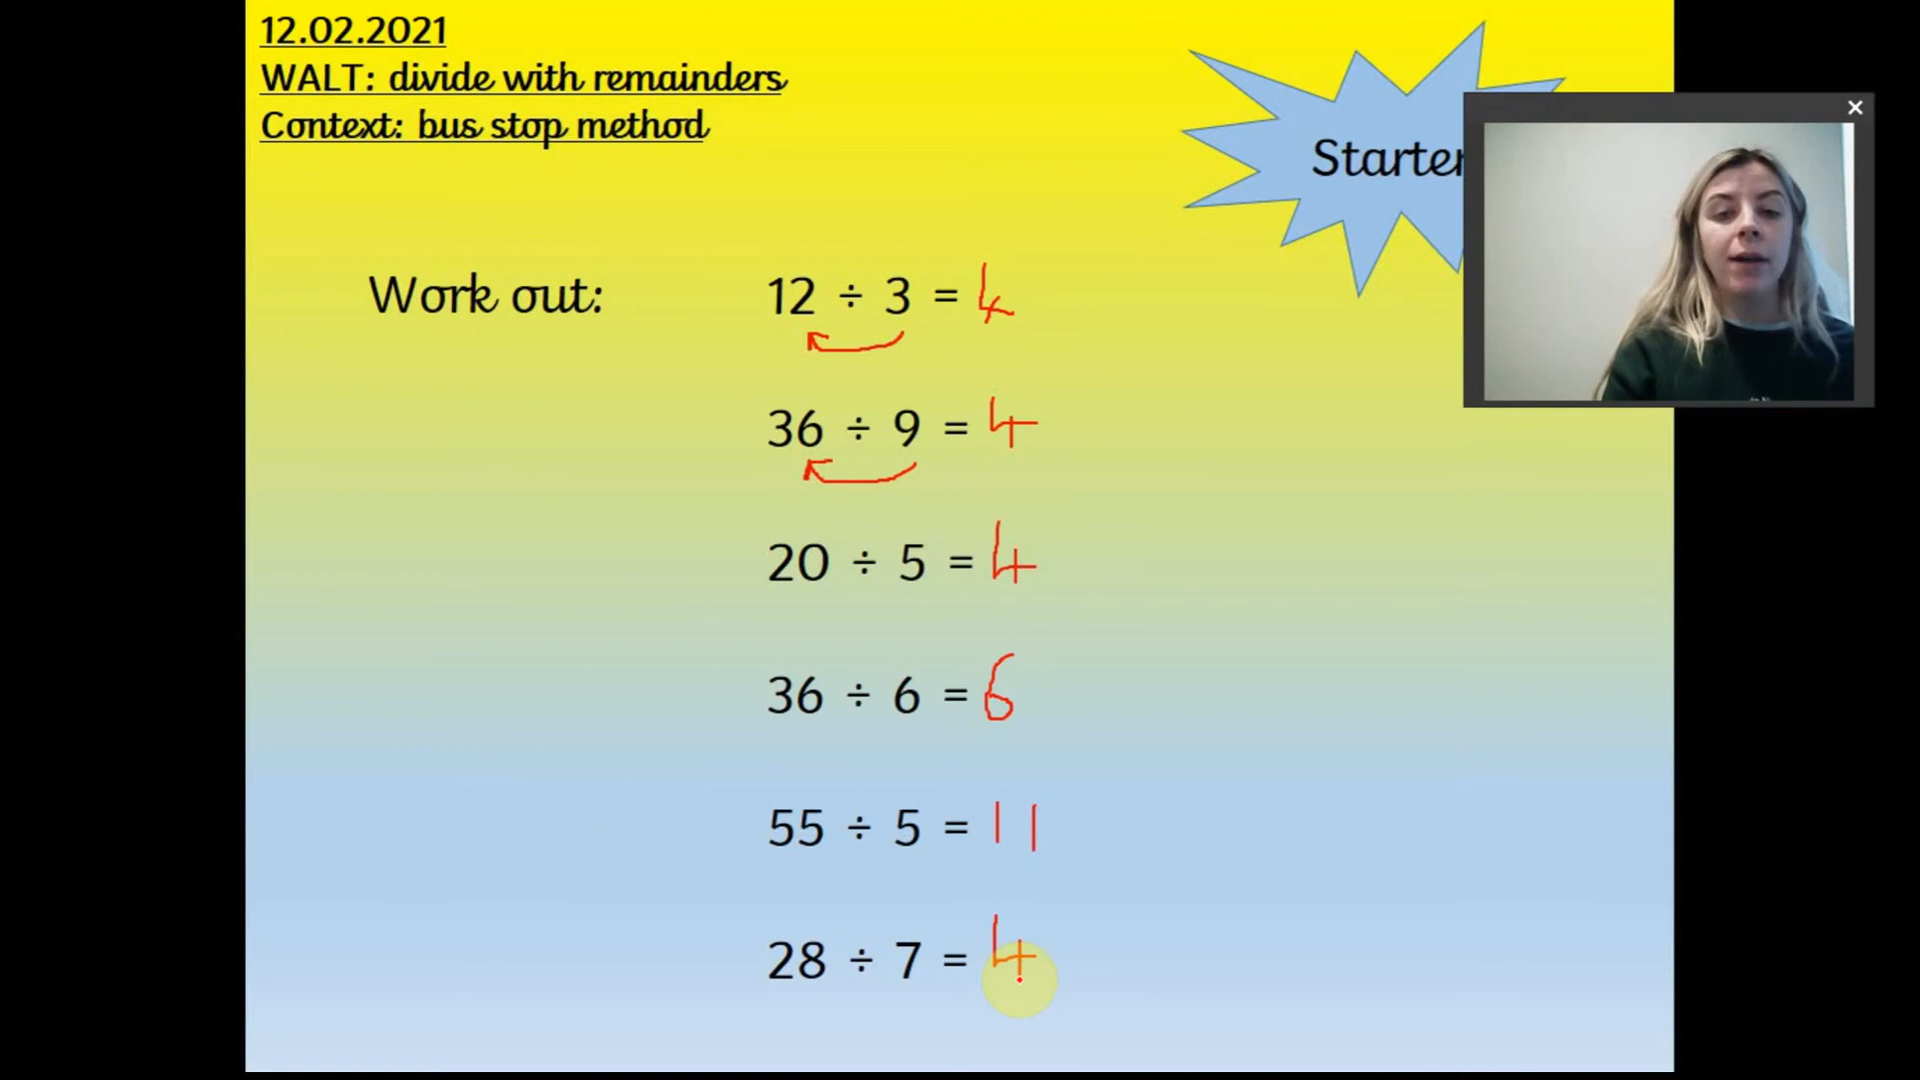 12.02.2021
WALT: divide with remainders
Context: bus stop method
Starter
Work out:
12 ÷ 3 = 4
36 ÷ 9 = 4
20 ÷ 5 = 4
36 ÷ 6 = 6
55 ÷ 5 = 11
28 ÷ 7 = 4